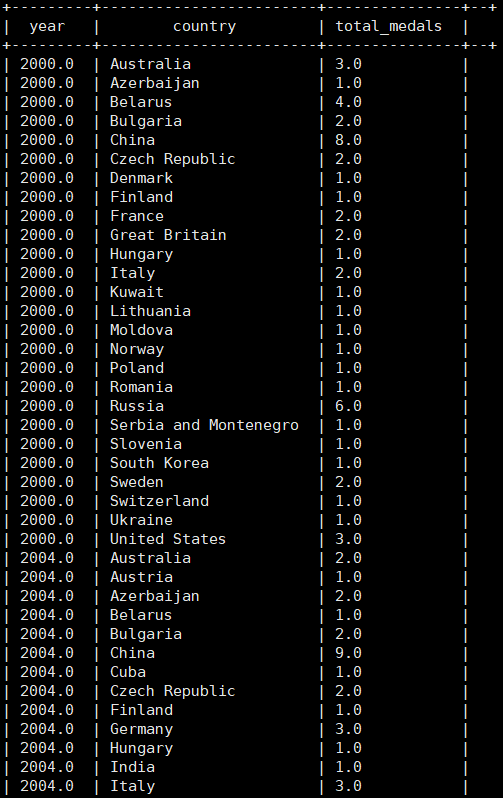 +---------+------------------------+---------------+--+
|  year   |        country         | total_medals  |
+---------+------------------------+---------------+--+
| 2000.0  | Australia              | 3.0           |
| 2000.0  | Azerbaijan             | 1.0           |
| 2000.0  | Belarus                | 4.0           |
| 2000.0  | Bulgaria               | 2.0           |
| 2000.0  | China                  | 8.0           |
| 2000.0  | Czech Republic         | 2.0           |
| 2000.0  | Denmark                | 1.0           |
| 2000.0  | Finland                | 1.0           |
| 2000.0  | France                 | 2.0           |
| 2000.0  | Great Britain          | 2.0           |
| 2000.0  | Hungary                | 1.0           |
| 2000.0  | Italy                  | 2.0           |
| 2000.0  | Kuwait                 | 1.0           |
| 2000.0  | Lithuania              | 1.0           |
| 2000.0  | Moldova                | 1.0           |
| 2000.0  | Norway                 | 1.0           |
| 2000.0  | Poland                 | 1.0           |
| 2000.0  | Romania                | 1.0           |
| 2000.0  | Russia                 | 6.0           |
| 2000.0  | Serbia and Montenegro  | 1.0           |
| 2000.0  | Slovenia               | 1.0           |
| 2000.0  | South Korea            | 1.0           |
| 2000.0  | Sweden                 | 2.0           |
| 2000.0  | Switzerland            | 1.0           |
| 2000.0  | Ukraine                | 1.0           |
| 2000.0  | United States          | 3.0           |
| 2004.0  | Australia              | 2.0           |
| 2004.0  | Austria                | 1.0           |
| 2004.0  | Azerbaijan             | 2.0           |
| 2004.0  | Belarus                | 1.0           |
| 2004.0  | Bulgaria               | 2.0           |
| 2004.0  | China                  | 9.0           |
| 2004.0  | Cuba                   | 1.0           |
| 2004.0  | Czech Republic         | 2.0           |
| 2004.0  | Finland                | 1.0           |
| 2004.0  | Germany                | 3.0           |
| 2004.0  | Hungary                | 1.0           |
| 2004.0  | India                  | 1.0           |
| 2004.0  | Italy                  | 3.0           |